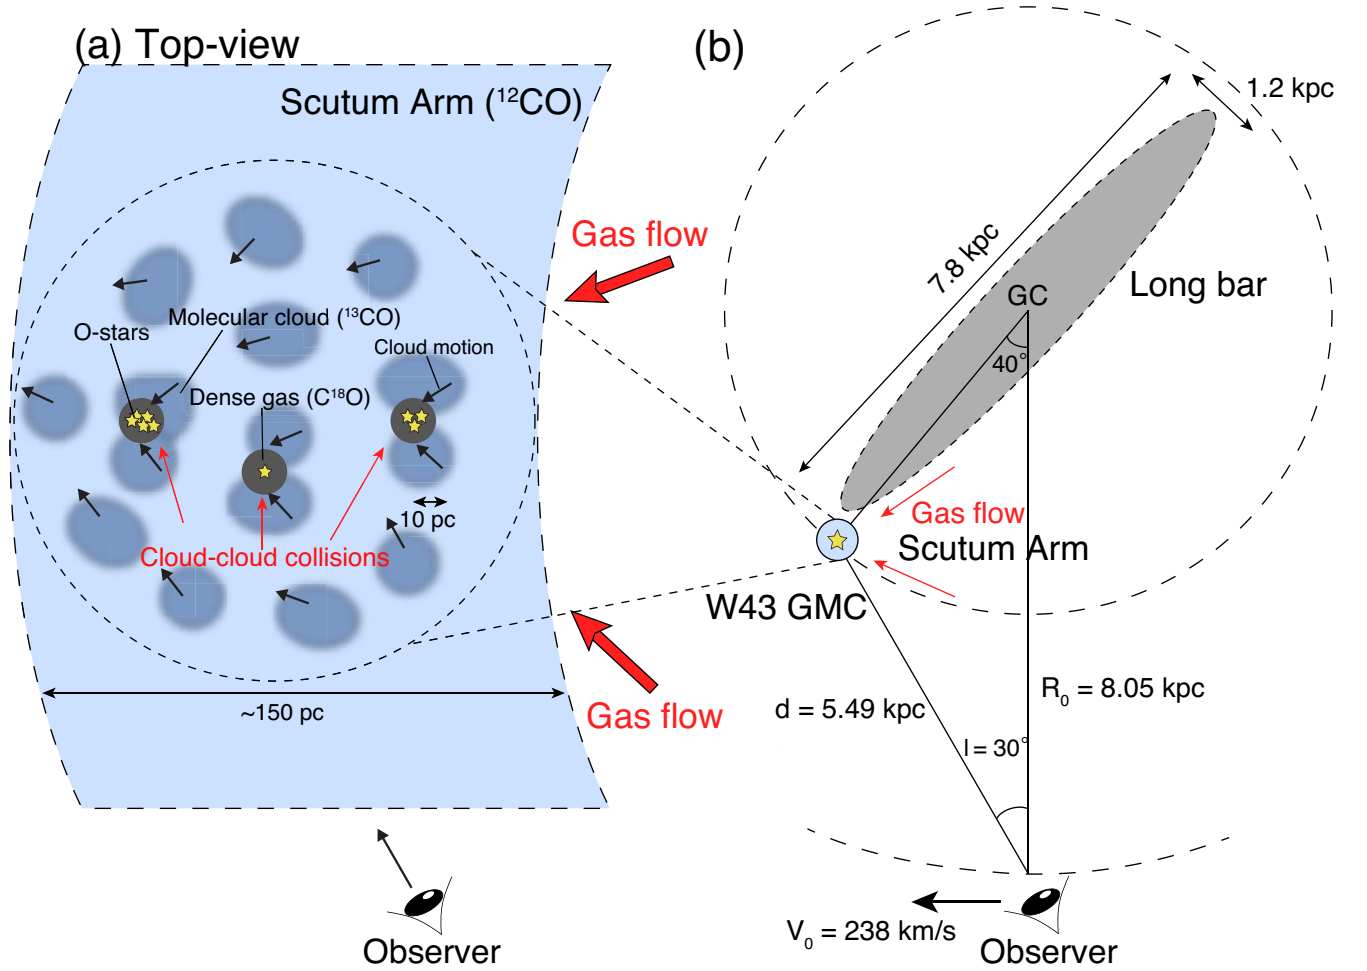 (a) Top-view
Scutum Arm (¹²CO)
Gas flow
O-stars
Molecular cloud (¹³CO)
Cloud motion
Dense gas (C¹⁸O)
10 pc
Cloud-cloud collisions
~150 pc
Gas flow
Observer
(b)
1.2 kpc
7.8 kpc
GC
Long bar
40°
Gas flow
Scutum Arm
W43 GMC
d = 5.49 kpc
R₀ = 8.05 kpc
l = 30°
V₀ = 238 km/s
Observer